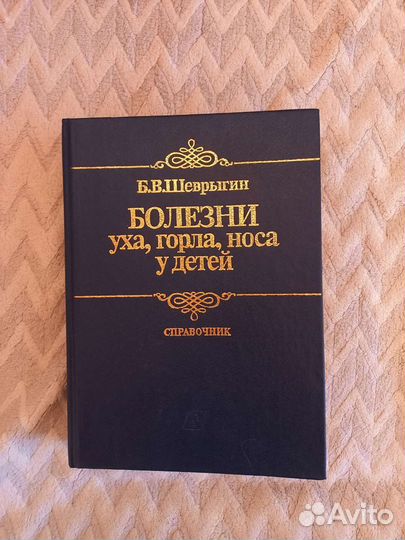 Б.В.Шеврыгин
БОЛЕЗНИ
уха, горла, носа
у детей
СПРАВОЧНИК
Avito